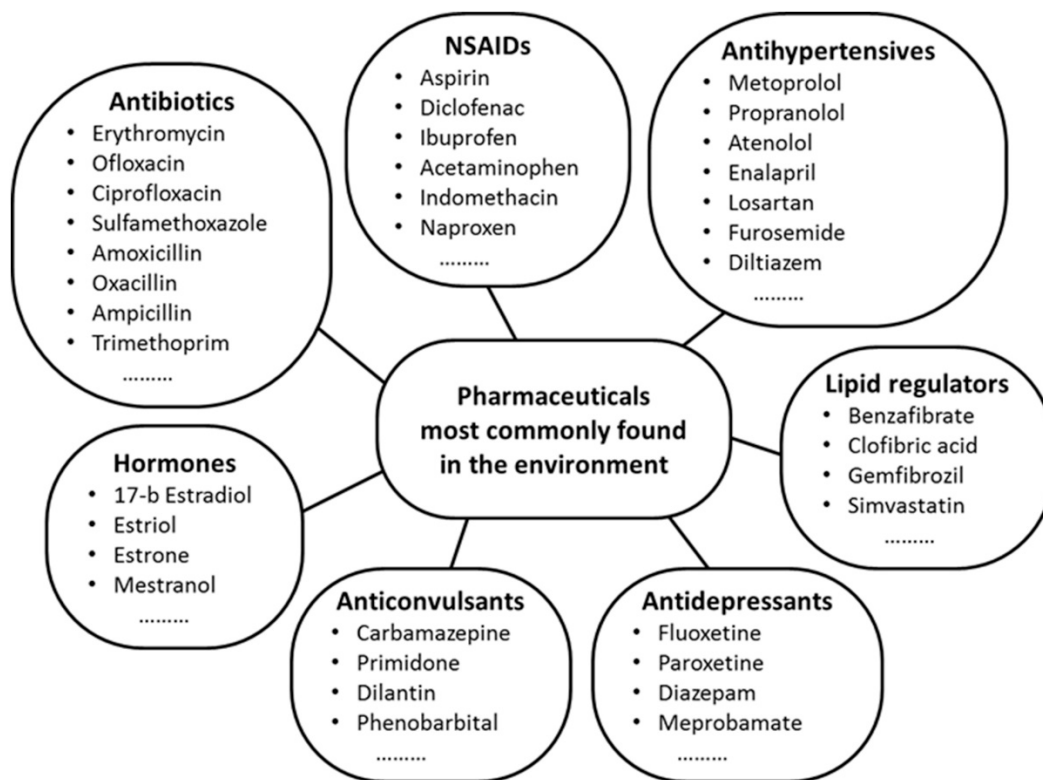 Antibiotics
• Erythromycin
• Ofloxacin
• Ciprofloxacin
• Sulfamethoxazole
• Amoxicillin
• Oxacillin
• Ampicillin
• Trimethoprim
………
NSAIDs
• Aspirin
• Diclofenac
• Ibuprofen
• Acetaminophen
• Indomethacin
• Naproxen
………
Antihypertensives
• Metoprolol
• Propranolol
• Atenolol
• Enalapril
• Losartan
• Furosemide
• Diltiazem
………
Pharmaceuticals
most commonly found
in the environment
Lipid regulators
• Benzafibrate
• Clofibric acid
• Gemfibrozil
• Simvastatin
………
Hormones
• 17-b Estradiol
• Estriol
• Estrone
• Mestranol
………
Anticonvulsants
• Carbamazepine
• Primidone
• Dilantin
• Phenobarbital
………
Antidepressants
• Fluoxetine
• Paroxetine
• Diazepam
• Meprobamate
………